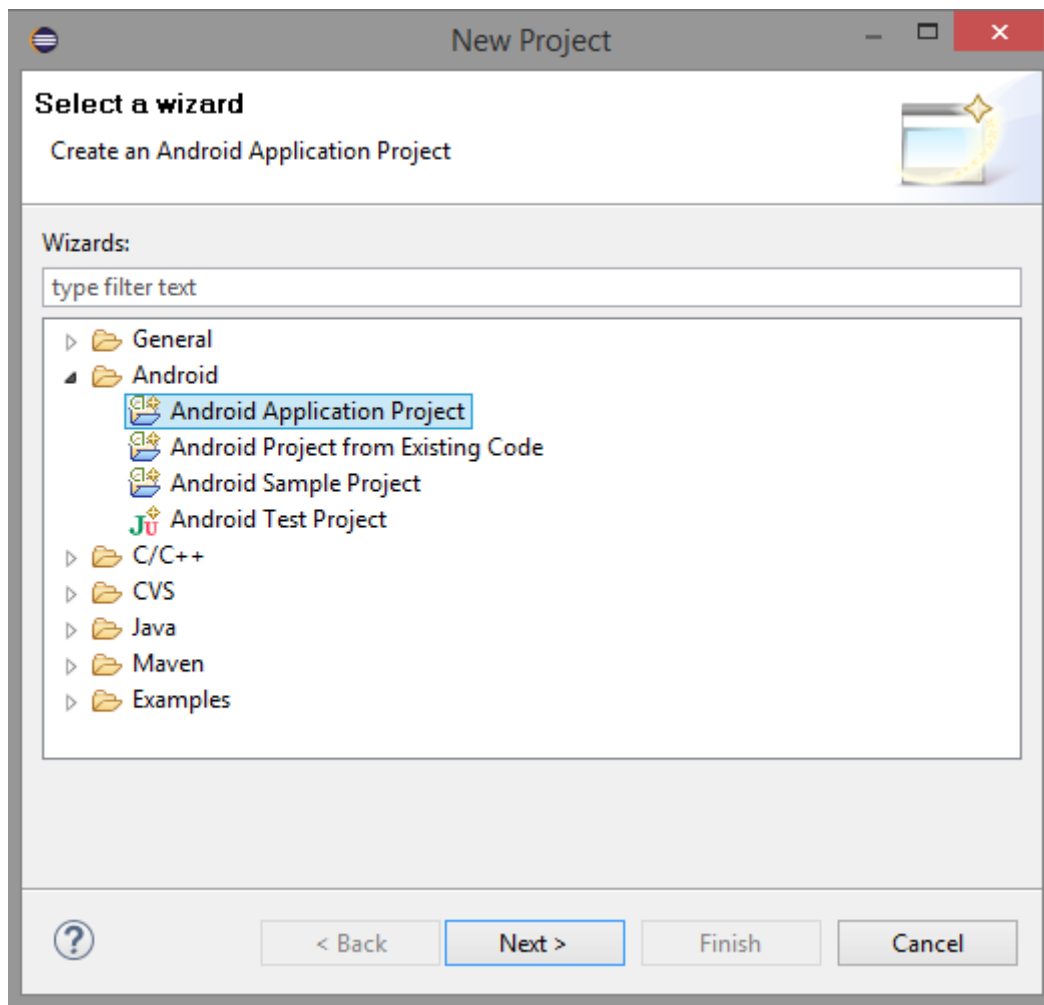 New Project
Select a wizard
Create an Android Application Project
Wizards:
type filter text
General
Android
Android Application Project
Android Project from Existing Code
Android Sample Project
Android Test Project
C/C++
CVS
Java
Maven
Examples
< Back Next > Finish Cancel